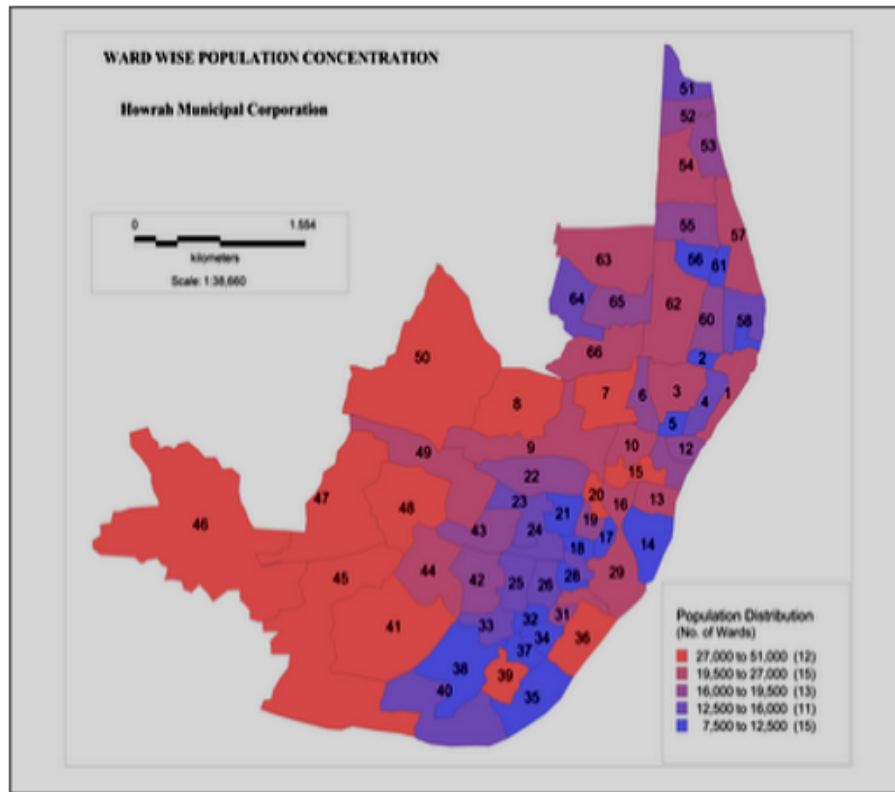 WARD WISE POPULATION CONCENTRATION
Howrah Municipal Corporation
0 1.554
kilometers
Scale: 1:38,660
51
52
53
54
55
57
56 61
63
64 65 62 60 58
66 2
50
7 6 3 4 1
8
5
9 10 12
49
22 15
47 48 23 20 16 13
46 21 19
43 24 17 14
18
45 44 42 25 26 28 29
41 33 32 31 36
34
37
38 39
40 35
Population Distribution
(No. of Wards)
27,000 to 51,000 (12)
19,500 to 27,000 (15)
16,000 to 19,500 (13)
12,500 to 16,000 (11)
7,500 to 12,500 (15)